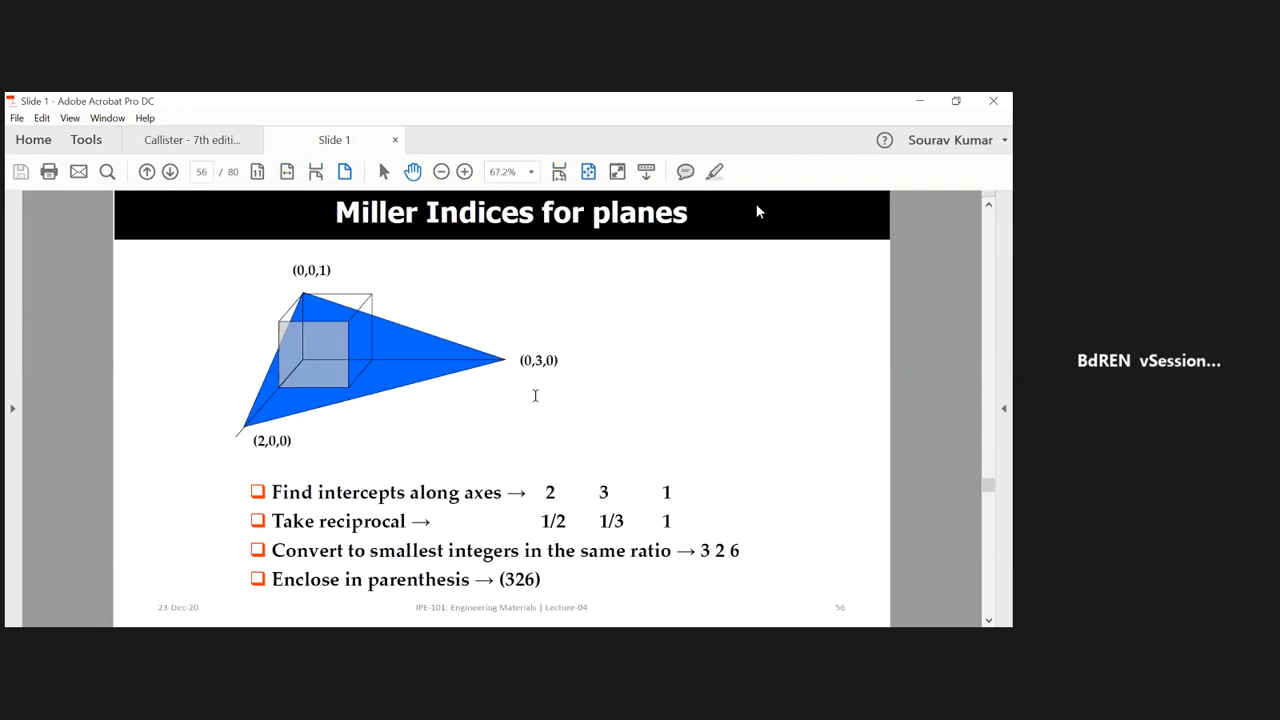 Slide 1 - Adobe Acrobat Pro DC
File Edit View Window Help
Home Tools Callister - 7th editi... Slide 1 × Sourav Kumar
56 / 80 67.2%
Miller Indices for planes
(0,0,1)
(0,3,0)
BdREN vSession...
(2,0,0)
Find intercepts along axes → 2 3 1
Take reciprocal → 1/2 1/3 1
Convert to smallest integers in the same ratio → 3 2 6
Enclose in parenthesis → (326)
23-Dec-20 IPE-101: Engineering Materials | Lecture-04 56